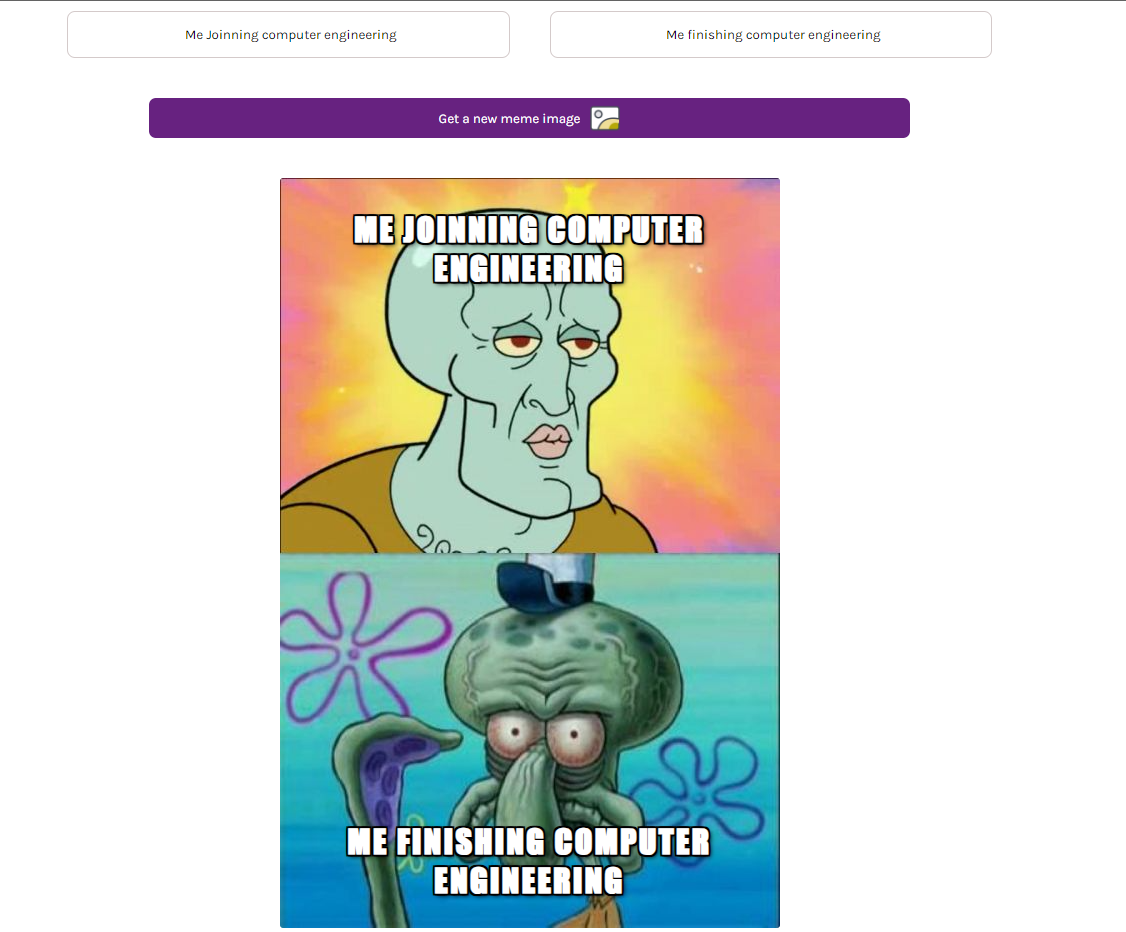 Me Joinning computer engineering
Me finishing computer engineering
Get a new meme image
ME JOINNING COMPUTER
ENGINEERING
ME FINISHING COMPUTER
ENGINEERING